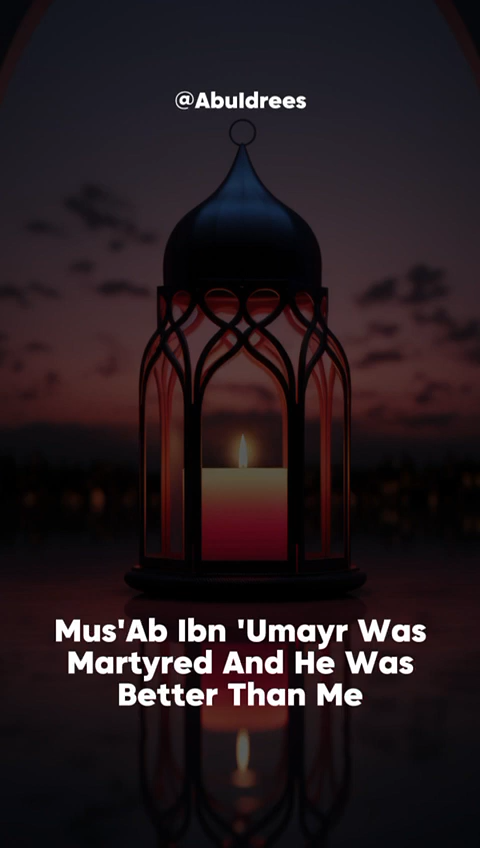 @AbuIdrees
Mus'Ab Ibn 'Umayr Was
Martyred And He Was
Better Than Me